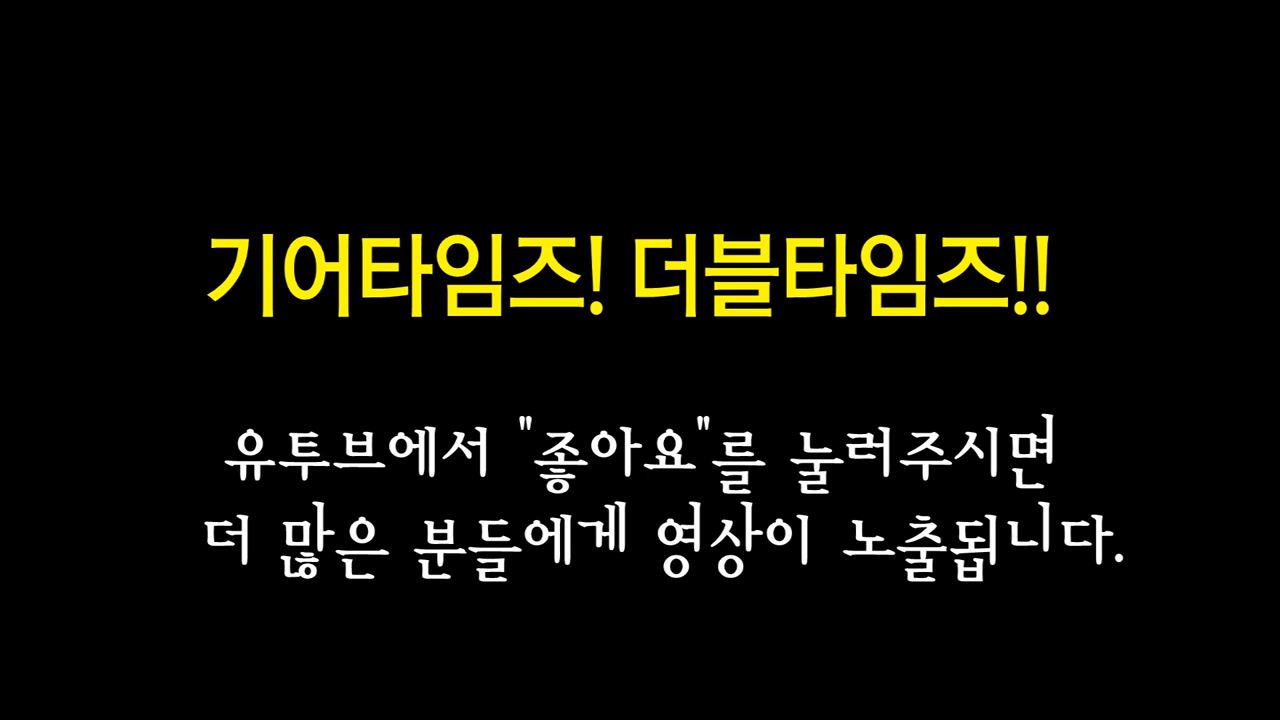 기어타임즈! 더블타임즈!!
유투브에서 "좋아요"를 눌러주시면
더 많은 분들에게 영상이 노출됩니다.